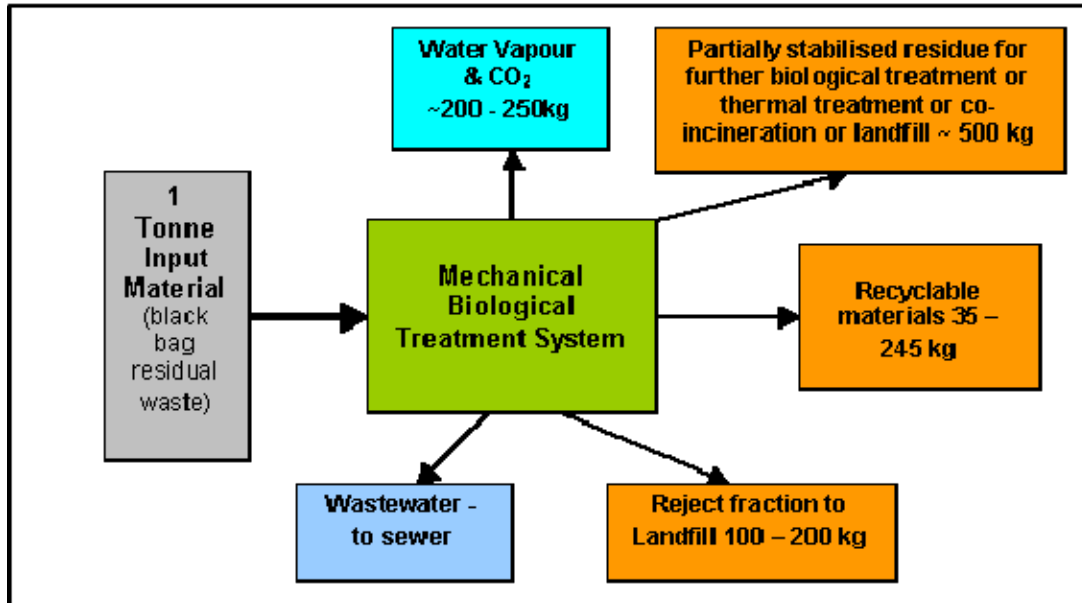 Water Vapour
& CO₂
~200 - 250kg
Partially stabilised residue for
further biological treatment or
thermal treatment or co-
incineration or landfill ~ 500 kg
1
Tonne
Input
Material
(black
bag
residual
waste)
Mechanical
Biological
Treatment System
Recyclable
materials 35 –
245 kg
Wastewater -
to sewer
Reject fraction to
Landfill 100 – 200 kg